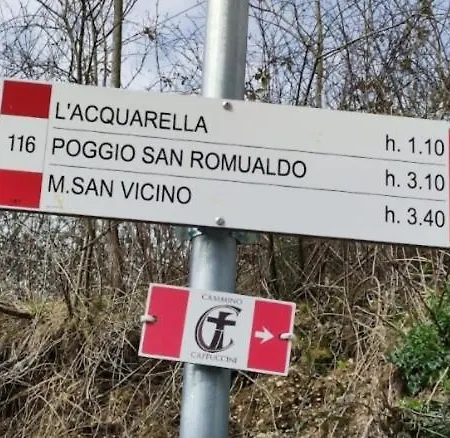 116
L'ACQUARELLA h. 1.10
POGGIO SAN ROMUALDO h. 3.10
M.SAN VICINO h. 3.40
CAMMINO
CAPPUCCINI